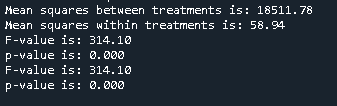 Mean squares between treatments is: 18511.78
Mean squares within treatments is: 58.94
F-value is: 314.10
p-value is: 0.000
F-value is: 314.10
p-value is: 0.000